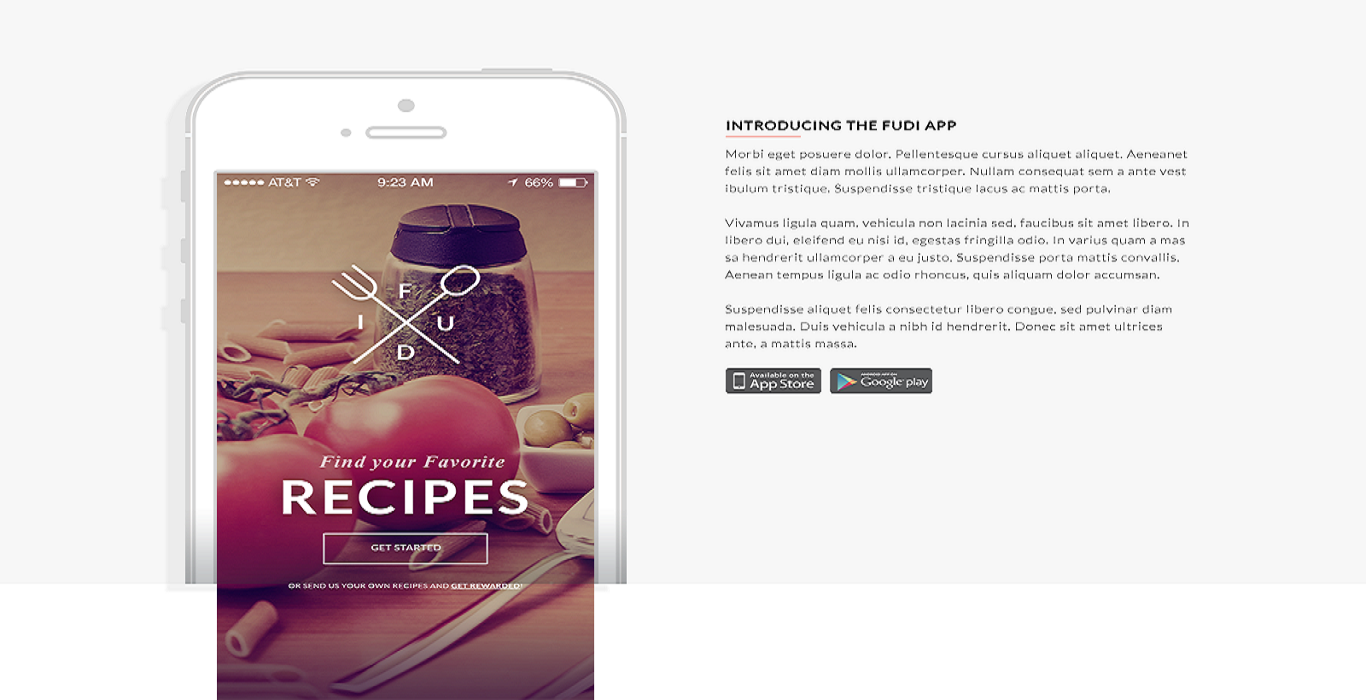 AT&T 9:23 AM 66%
F
I U
D
Find your Favorite
RECIPES
GET STARTED
OR SEND US YOUR OWN RECIPES AND GET REWARDED!
INTRODUCING THE FUDI APP
Morbi eget posuere dolor. Pellentesque cursus aliquet aliquet. Aeneanet
felis sit amet diam mollis ullamcorper. Nullam consequat sem a ante vest
ibulum tristique. Suspendisse tristique lacus ac mattis porta.
Vivamus ligula quam, vehicula non lacinia sed, faucibus sit amet libero. In
libero dui, eleifend eu nisi id, egestas fringilla odio. In varius quam a mas
sa hendrerit ullamcorper a eu justo. Suspendisse porta mattis convallis.
Aenean tempus ligula ac odio rhoncus, quis aliquam dolor accumsan.
Suspendisse aliquet felis consectetur libero congue, sed pulvinar diam
malesuada. Duis vehicula a nibh id hendrerit. Donec sit amet ultrices
ante, a mattis massa.
Available on the
App Store
ANDROID APP ON
Google play